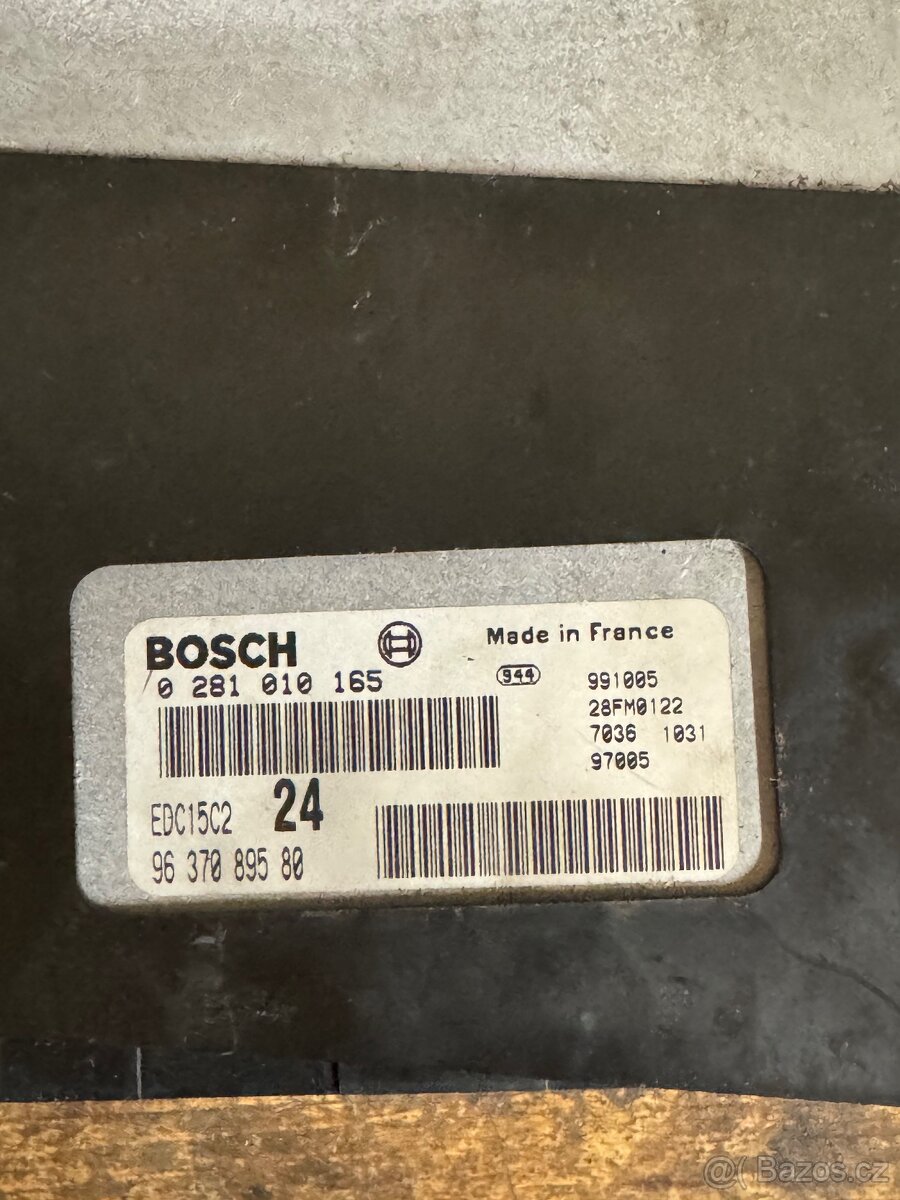 BOSCH
Made in France
0 281 010 165
944
991005
28FM0122
7036 1031
97005
EDC15C2 24
96 370 895 80
@( Bazoš.cz